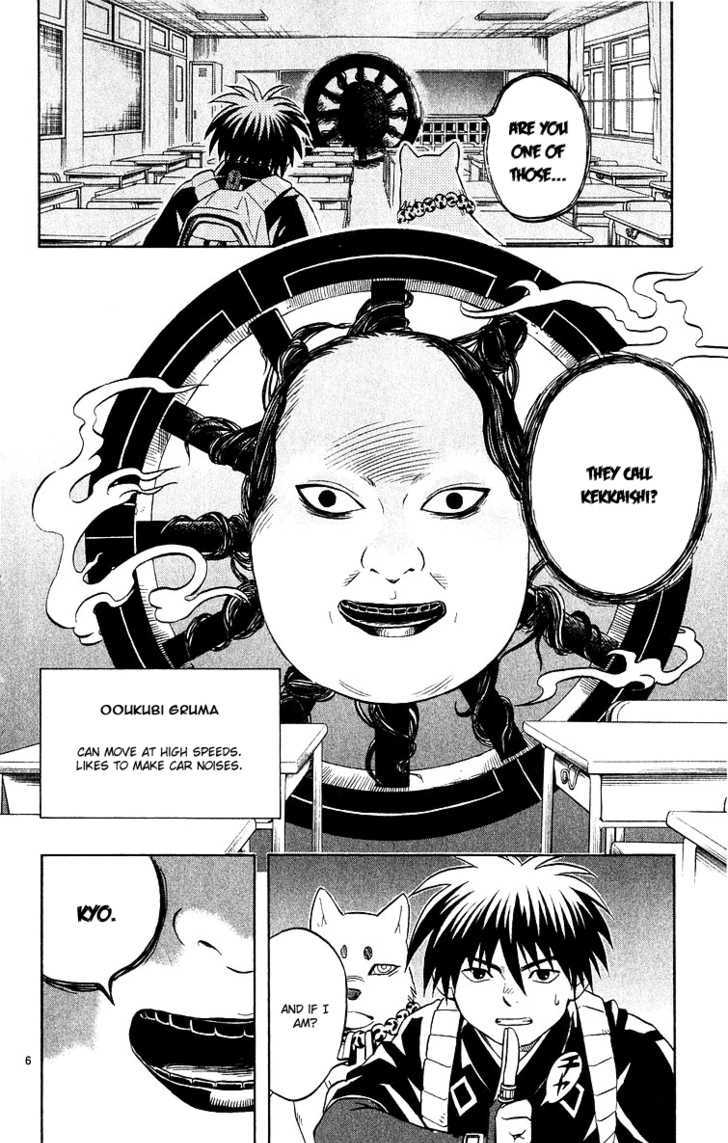 ARE YOU
ONE OF
THOSE...
THEY CALL
KEKKAISHI?
OOUKUBI GRUMA
CAN MOVE AT HIGH SPEEDS.
LIKES TO MAKE CAR NOISES.
AND IF I
AM?
KYO.
6